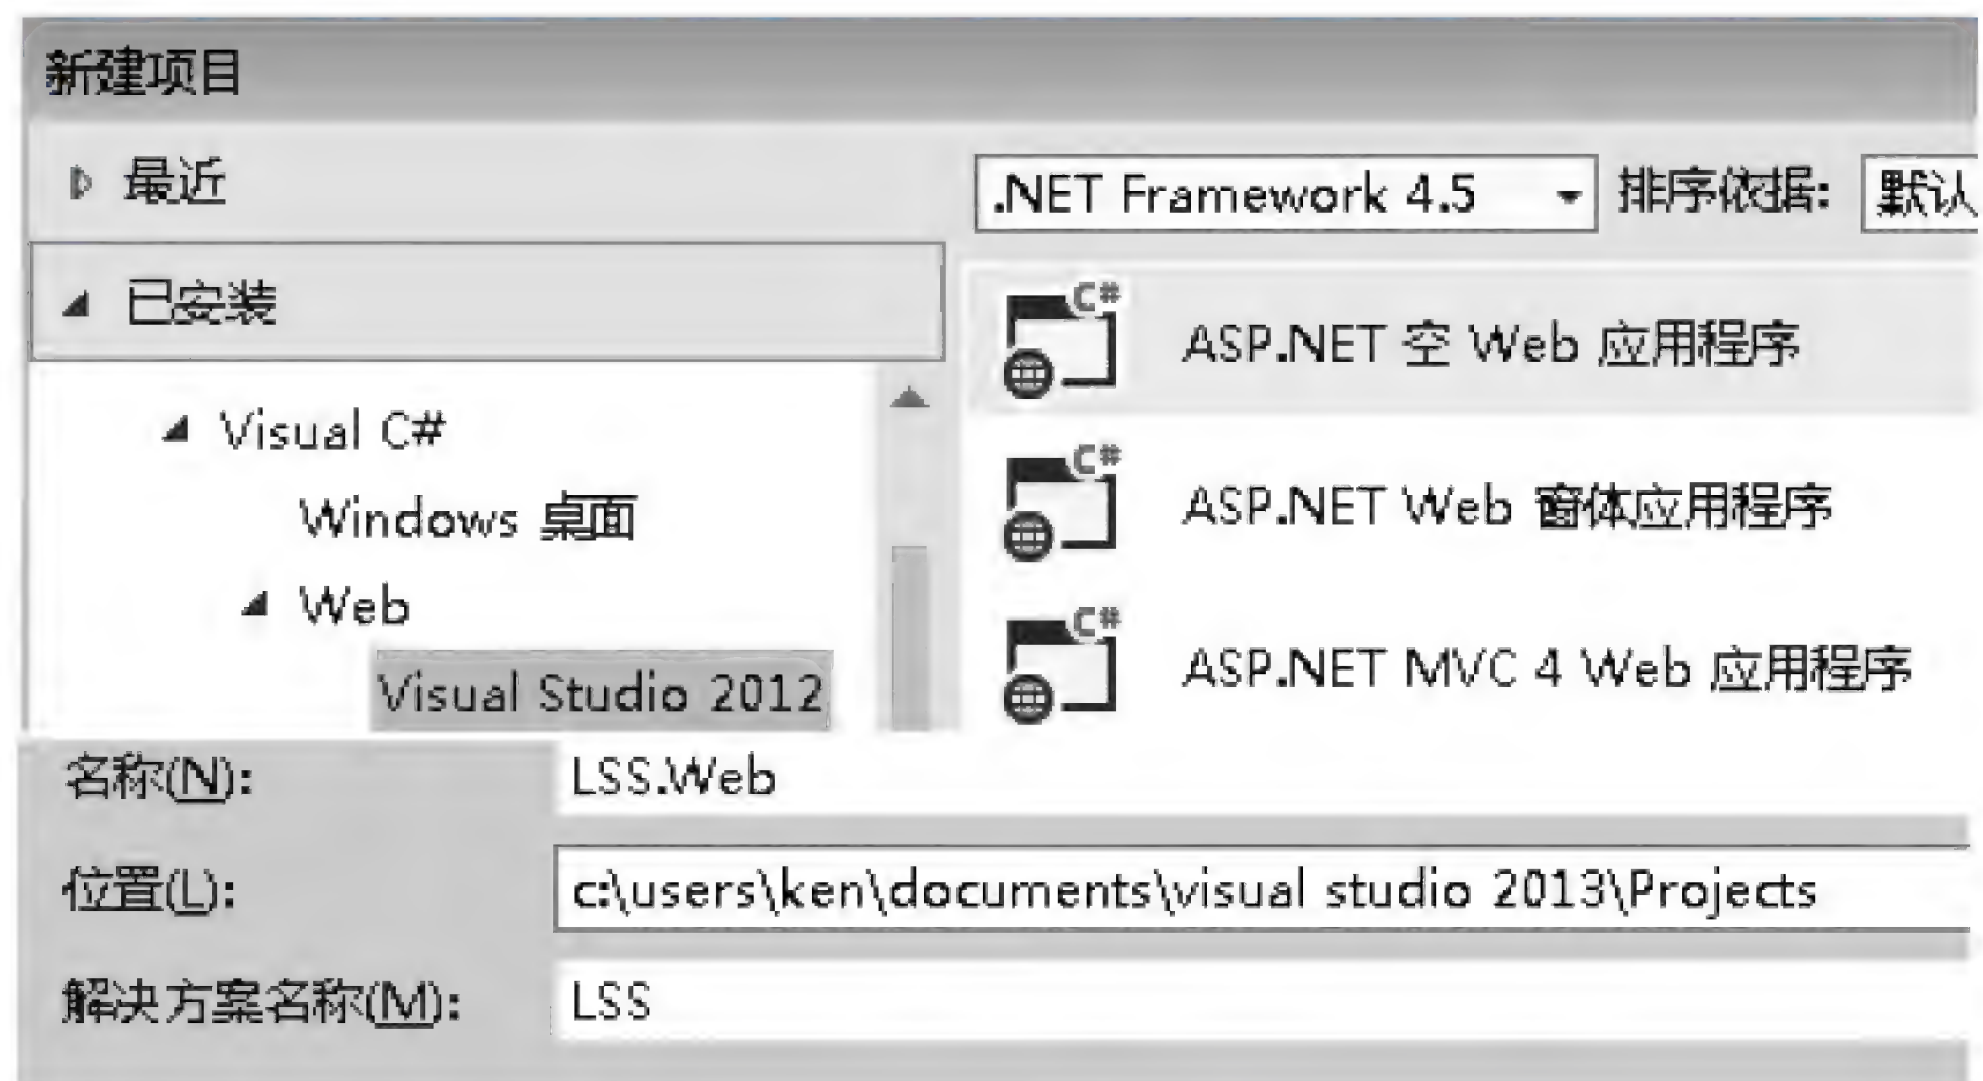 新建项目
最近
.NET Framework 4.5 排序依据: 默认
已安装
Visual C#
Windows 桌面
Web
Visual Studio 2012
C# ASP.NET 空 Web 应用程序
C# ASP.NET Web 窗体应用程序
C# ASP.NET MVC 4 Web 应用程序
名称(N): LSS.Web
位置(L): c:\users\ken\documents\visual studio 2013\Projects
解决方案名称(M): LSS